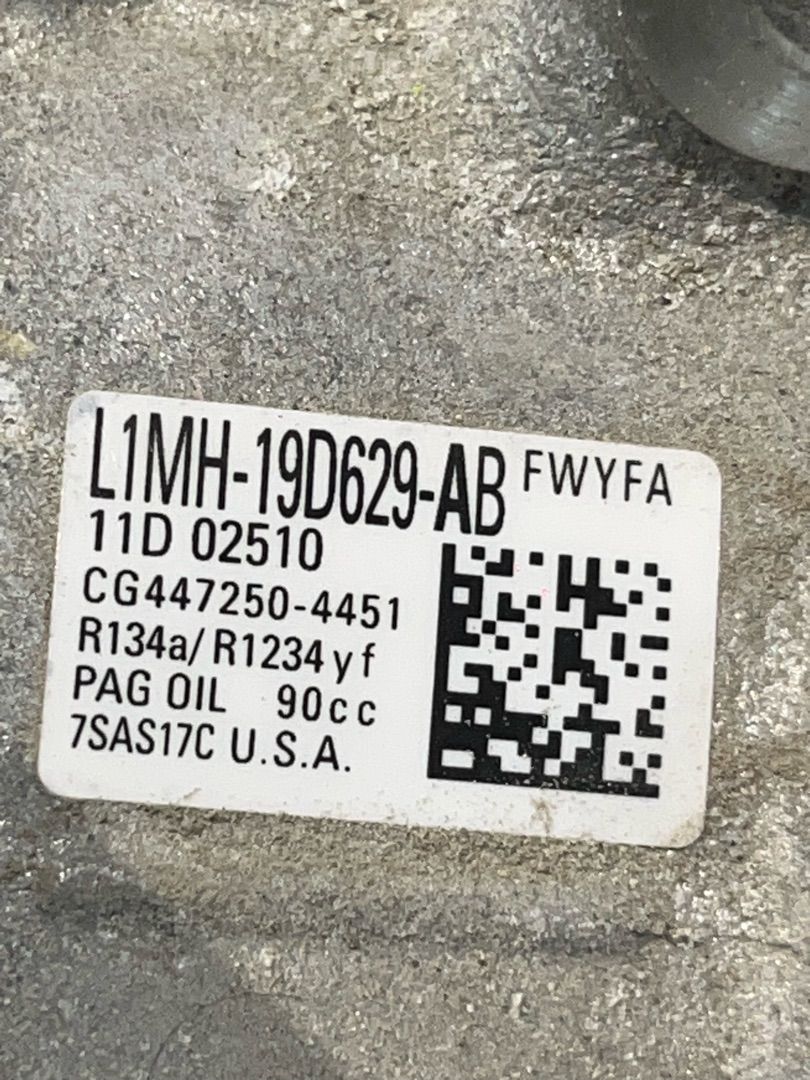 L1MH-19D629-AB FWYFA
11D 02510
CG447250-4451
R134a/R1234yf
PAG OIL 90cc
7SAS17C U.S.A.